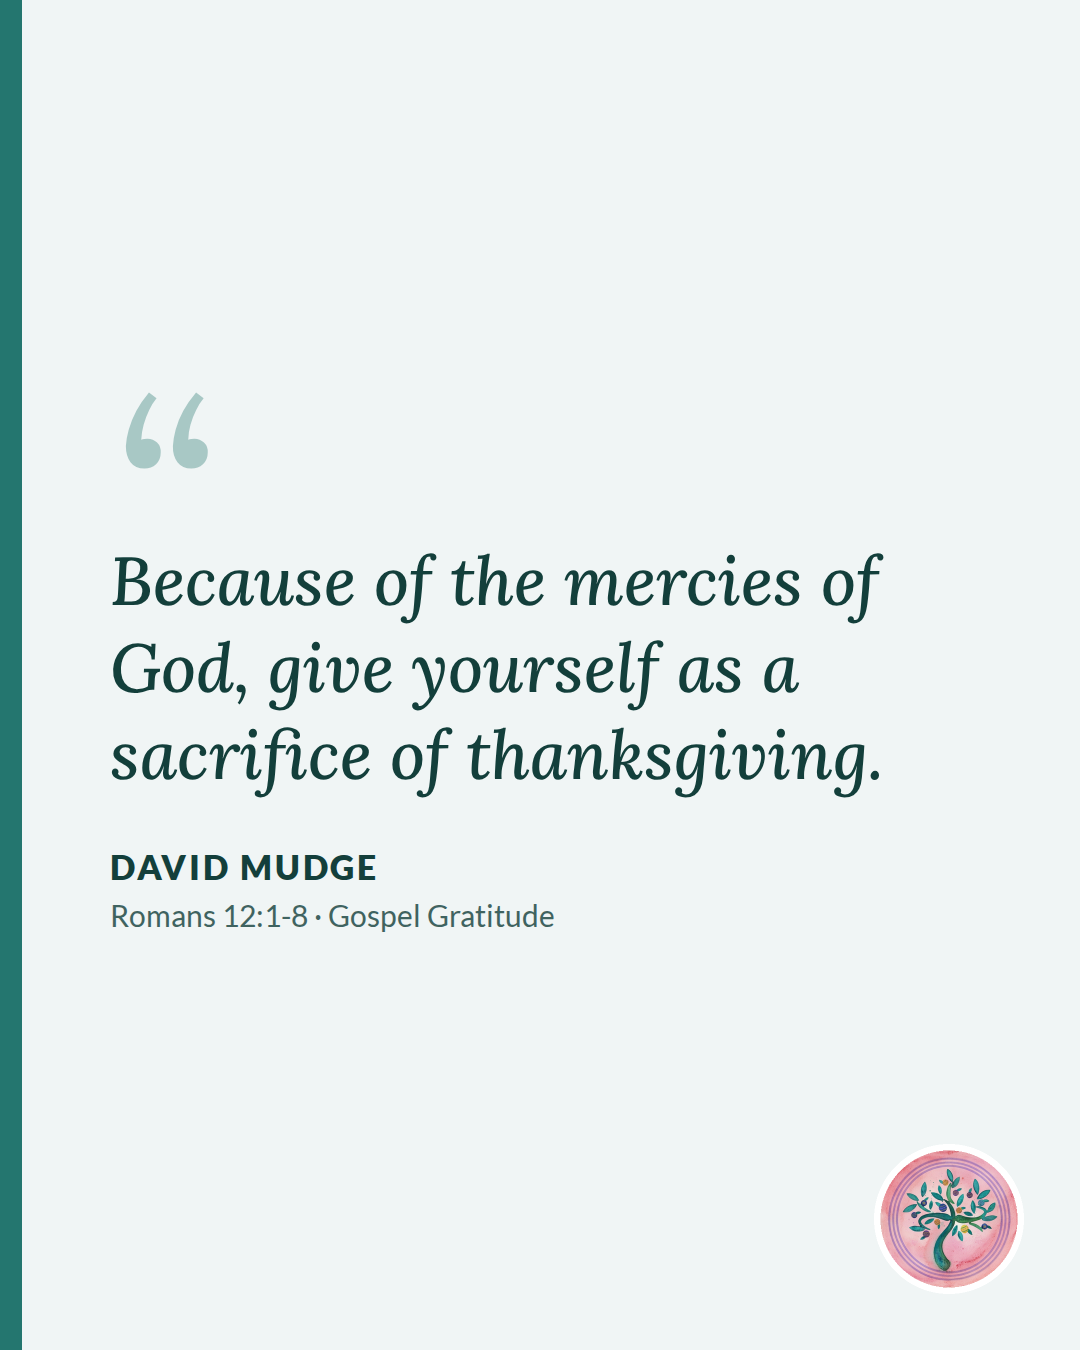 “
Because of the mercies of
God, give yourself as a
sacrifice of thanksgiving.
DAVID MUDGE
Romans 12:1-8 · Gospel Gratitude